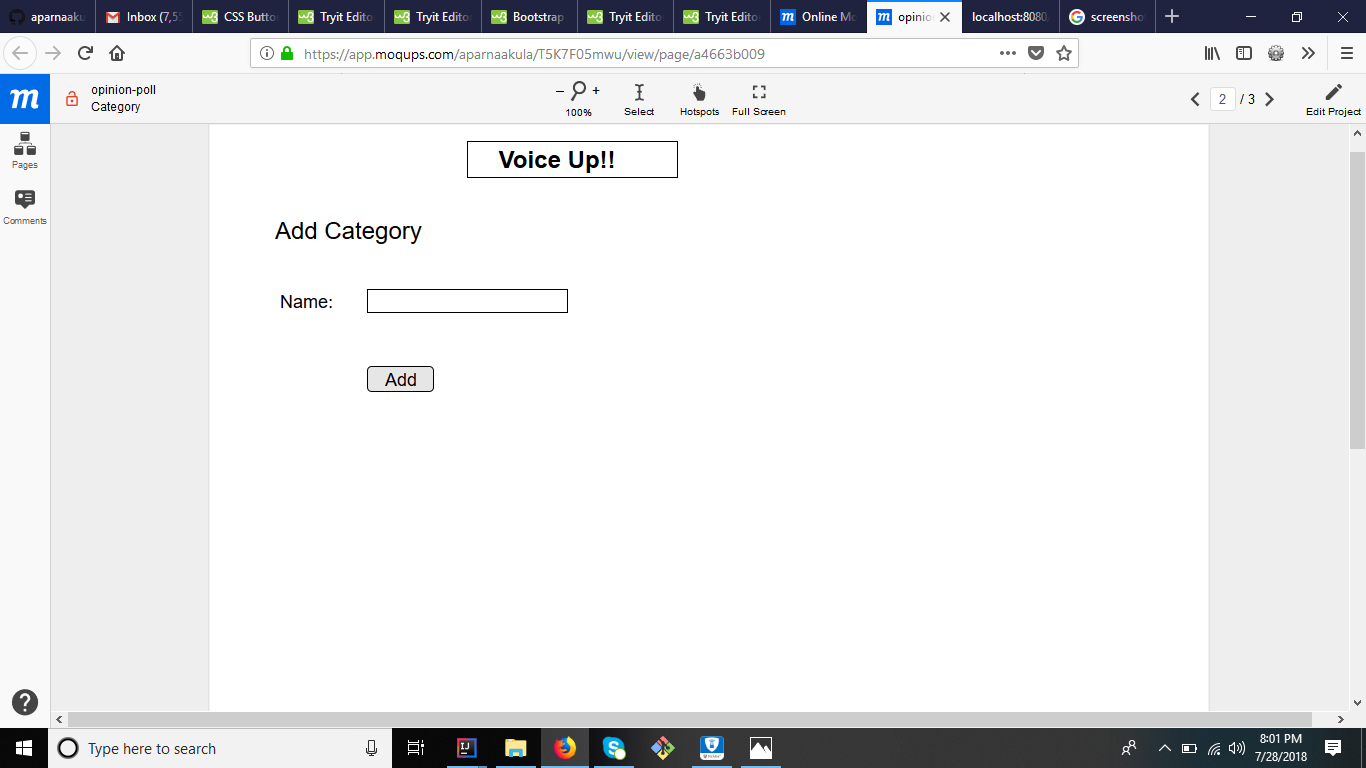 aparnaaku
Inbox (7,5
CSS Butto
Tryit Edito
Tryit Edito
Bootstrap
Tryit Edito
Tryit Edito
Online Mo
opinio
localhost:8080
screensho
https://app.moqups.com/aparnaakula/T5K7F05mwu/view/page/a4663b009
m
opinion-poll
Category
100%
Select
Hotspots
Full Screen
2 / 3
Edit Project
Pages
Comments
Voice Up!!
Add Category
Name:
Add
Type here to search
8:01 PM
7/28/2018